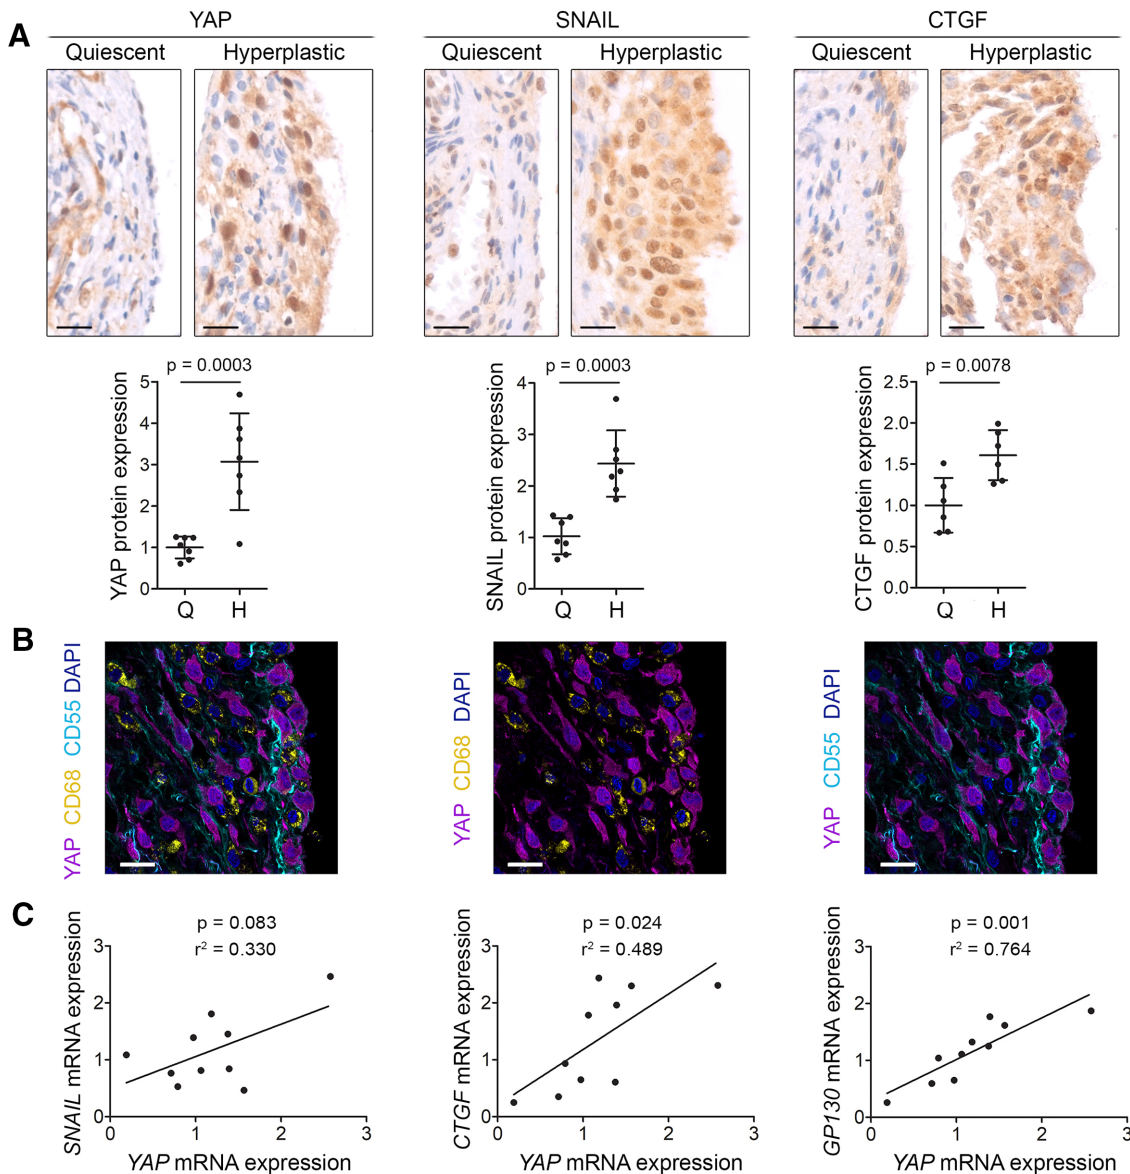 A
YAP
SNAIL
CTGF
Quiescent
Hyperplastic
Quiescent
Hyperplastic
Quiescent
Hyperplastic
p = 0.0003
YAP protein expression
5
4
3
2
1
0
Q
H
p = 0.0003
SNAIL protein expression
4
3
2
1
0
Q
H
p = 0.0078
CTGF protein expression
2.5
2.0
1.5
1.0
0.5
0.0
Q
H
B
YAP CD68 CD55 DAPI
YAP CD68 DAPI
YAP CD55 DAPI
C
p = 0.083
r² = 0.330
SNAIL mRNA expression
3
2
1
0
0 1 2 3
YAP mRNA expression
p = 0.024
r² = 0.489
CTGF mRNA expression
3
2
1
0
0 1 2 3
YAP mRNA expression
p = 0.001
r² = 0.764
GP130 mRNA expression
3
2
1
0
0 1 2 3
YAP mRNA expression